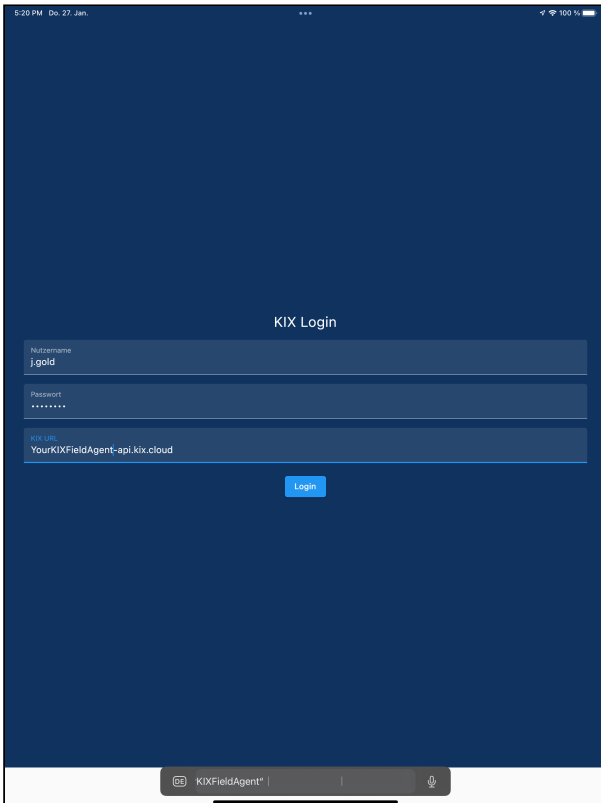 5:20 PM Do. 27. Jan.
100 %
KIX Login
Nutzername
j.gold
Passwort
••••••••
KIX URL
YourKIXFieldAgent-api.kix.cloud
Login
DE "KIXFieldAgent"